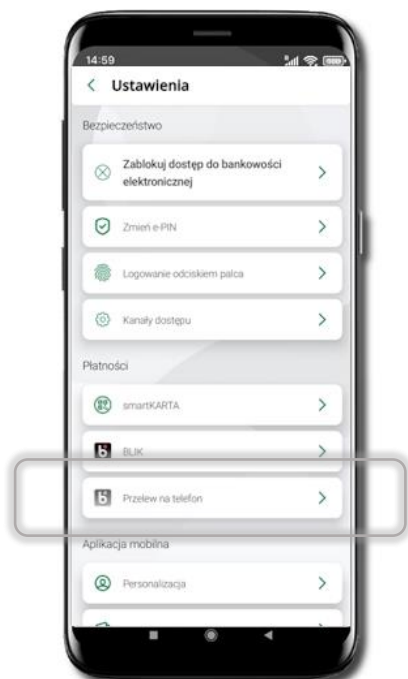 14:59
Ustawienia
Bezpieczeństwo
Zablokuj dostęp do bankowości
elektronicznej
Zmień e-PIN
Logowanie odciskiem palca
Kanały dostępu
Płatności
smartKARTA
BLIK
Przelew na telefon
Aplikacja mobilna
Personalizacja